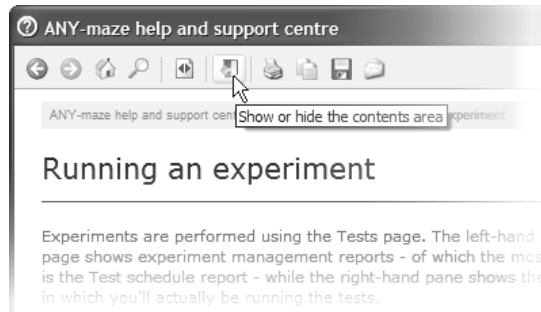 ANY-maze help and support centre
ANY-maze help and support cen
Show or hide the contents area
experiment
Running an experiment
Experiments are performed using the Tests page. The left-hand
page shows experiment management reports - of which the mos
is the Test schedule report - while the right-hand pane shows the
in which you'll actually be running the tests.